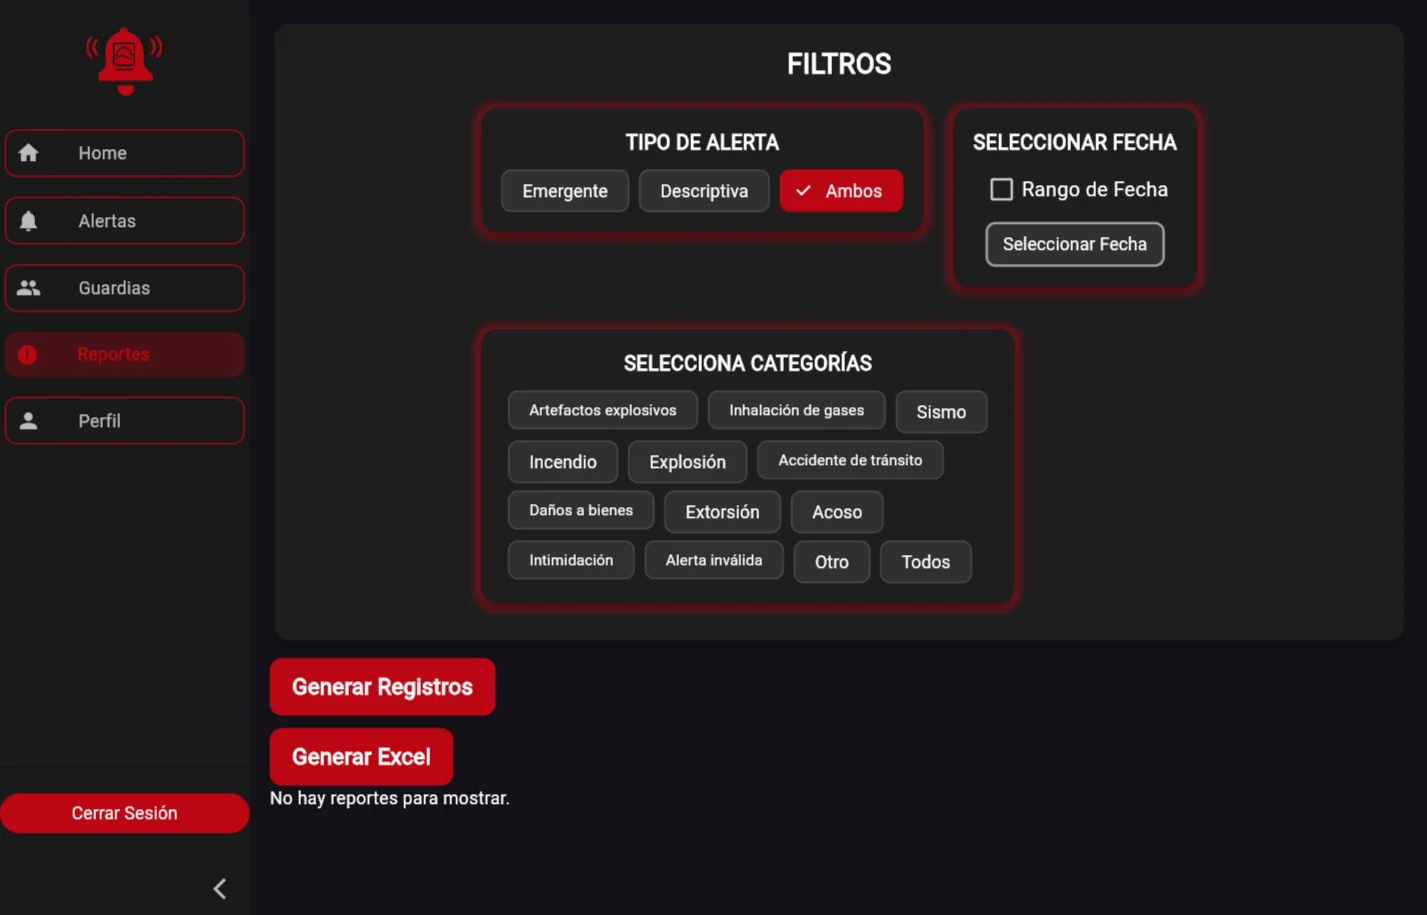 Home
Alertas
Guardias
Reportes
Perfil
Cerrar Sesión
FILTROS
TIPO DE ALERTA
Emergente Descriptiva Ambos
SELECCIONAR FECHA
Rango de Fecha
Seleccionar Fecha
SELECCIONA CATEGORÍAS
Artefactos explosivos Inhalación de gases Sismo
Incendio Explosión Accidente de tránsito
Daños a bienes Extorsión Acoso
Intimidación Alerta inválida Otro Todos
Generar Registros
Generar Excel
No hay reportes para mostrar.